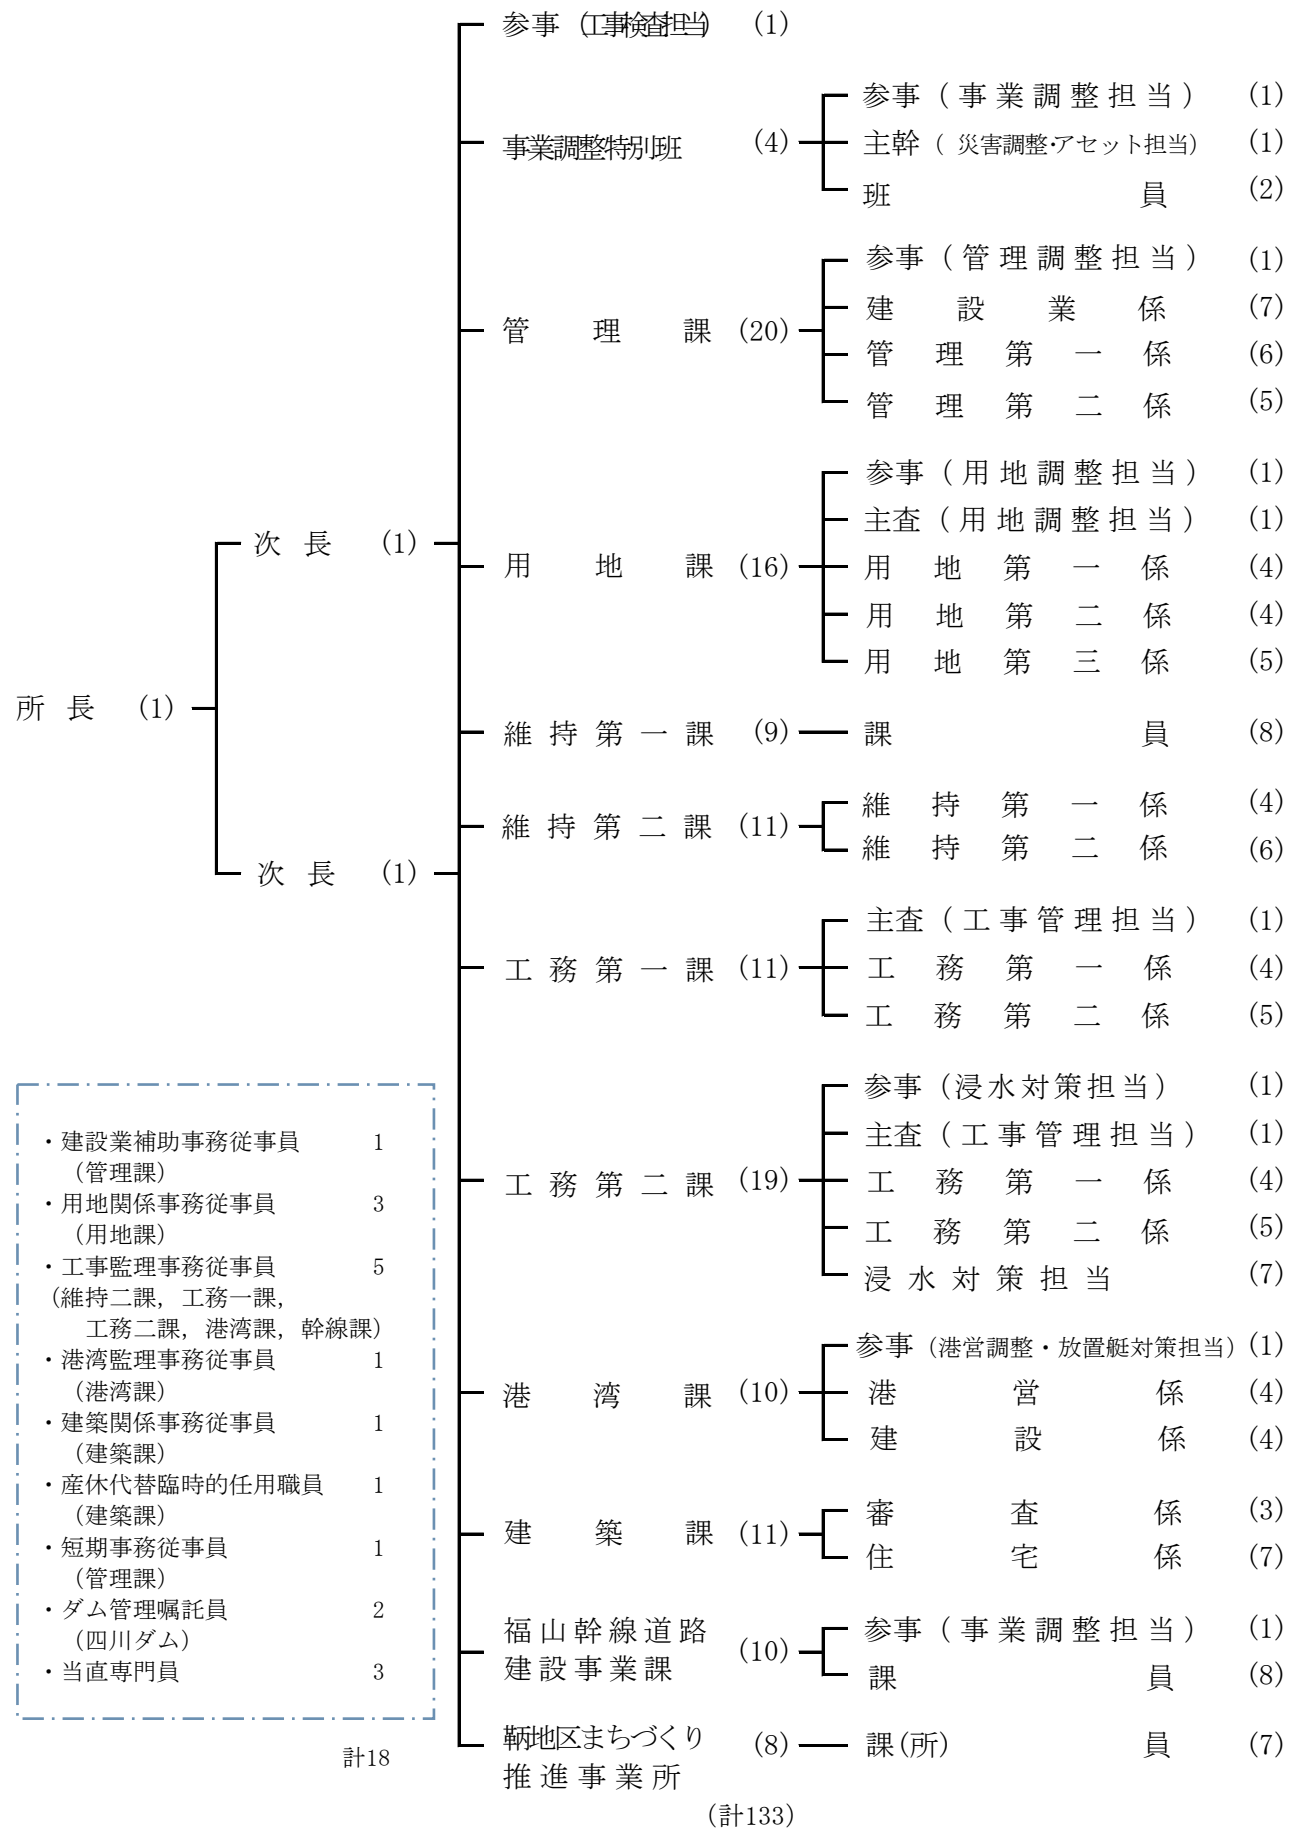 参事（工事検査担当） (1)
事業調整特別班 (4)
参事（事業調整担当） (1)
主幹（災害調整・アセット担当） (1)
班員 (2)
管理課 (20)
参事（管理調整担当） (1)
建設業係 (7)
管理第一係 (6)
管理第二係 (5)
所長 (1)
次長 (1)
次長 (1)
用地課 (16)
参事（用地調整担当） (1)
主査（用地調整担当） (1)
用地第一係 (4)
用地第二係 (4)
用地第三係 (5)
維持第一課 (9)
課員 (8)
維持第二課 (11)
維持第一係 (4)
維持第二係 (6)
工務第一課 (11)
主査（工事管理担当） (1)
工務第一係 (4)
工務第二係 (5)
工務第二課 (19)
参事（浸水対策担当） (1)
主査（工事管理担当） (1)
工務第一係 (4)
工務第二係 (5)
浸水対策担当 (7)
港湾課 (10)
参事（港営調整・放置艇対策担当） (1)
港営係 (4)
建設係 (4)
建築課 (11)
審査係 (3)
住宅係 (7)
福山幹線道路
建設事業課 (10)
参事（事業調整担当） (1)
課員 (8)
鞆地区まちづくり
推進事業所 (8)
課(所)員 (7)
（計133）
・建設業補助事務従事員 1
（管理課）
・用地関係事務従事員 3
（用地課）
・工事監理事務従事員 5
（維持二課，工務一課，
工務二課，港湾課，幹線課）
・港湾監理事務従事員 1
（港湾課）
・建築関係事務従事員 1
（建築課）
・産休代替臨時的任用職員 1
（建築課）
・短期事務従事員 1
（管理課）
・ダム管理嘱託員 2
（四川ダム）
・当直専門員 3
計18